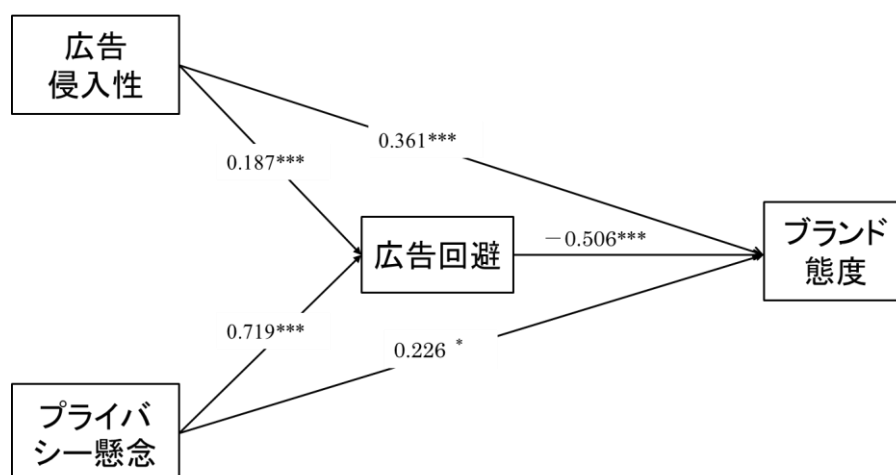 広告
侵入性
0.361***
0.187***
広告回避
－0.506***
ブランド
態度
0.719***
0.226 *
プライバ
シー懸念